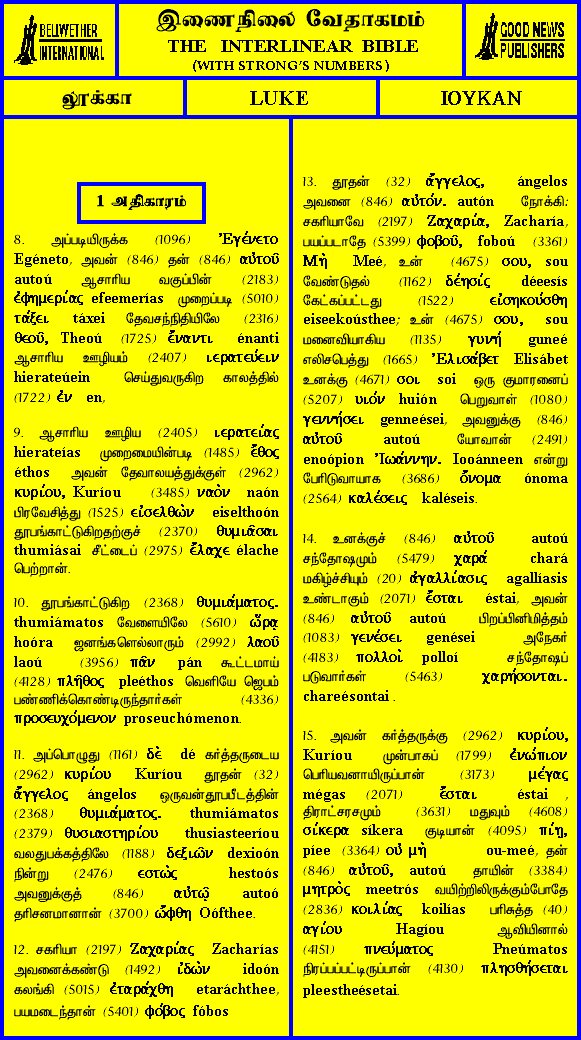 BELLWETHER
INTERNATIONAL
இணைநிலை வேதாகமம்
THE INTERLINEAR BIBLE
(WITH STRONG'S NUMBERS)
GOOD NEWS
PUBLISHERS
லூக்கா
LUKE
ΙΟΥΚΑΝ
1 அதிகாரம்
8. அப்படியிருக்க (1096) Ἐγένετο
Egéneto, அவன் (846) தன் (846) αὐτοῦ
autoú ஆசாரிய வகுப்பின் (2183)
ἐφημερίας efeemerías முறைப்படி (5010)
τάξει táxei தேவசந்நிதியிலே (2316)
θεοῦ, Theoú (1725) ἔναντι énanti
ஆசாரிய ஊழியம் (2407) ιερατεύειν
hierateúein செய்துவருகிற காலத்தில்
(1722) ἐν en,
9. ஆசாரிய ஊழிய (2405) ιερατείας
hierateías முறைமையின்படி (1485) ἔθος
éthos அவன் தேவாலயத்துக்குள் (2962)
κυρίου, Kuríou (3485) ναὸν naón
பிரவேசித்து (1525) εἰσελθὼν eiselthoón
தூபங்காட்டுகிறதற்குச் (2370) θυμιᾶσαι
thumiásai சீட்டைப் (2975) ἔλαχε élache
பெற்றான்.
10. தூபங்காட்டுகிற (2368) θυμιάματος.
thumiámatos வேளையிலே (5610) ὥρᾳ
hoóra ஜனங்களெல்லாரும் (2992) λαοῦ
laoú (3956) πᾶν pán கூட்டமாய்
(4128) πλῆθος pleéthos வெளியே ஜெபம்
பண்ணிக்கொண்டிருந்தார்கள் (4336)
προσευχόμενον proseuchómenon.
11. அப்பொழுது (1161) δὲ dé கர்த்தருடைய
(2962) κυρίου Kuríou தூதன் (32)
ἄγγελος ángelos ஒருவன்தூபபீடத்தின்
(2368) θυμιάματος. thumiámatos
(2379) θυσιαστηρίου thusiasteeríou
வலதுபக்கத்திலே (1188) δεξιῶν dexioón
நின்று (2476) εστὼς hestoós
அவனுக்குத் (846) αὐτῷ autoó
தரிசனமானான் (3700) ὤφθη Oófthee.
12. சகரியா (2197) Ζαχαρίας Zacharías
அவனைக்கண்டு (1492) ἰδὼν idoón
கலங்கி (5015) ἐταράχθη etaráchthee,
பயமடைந்தான் (5401) φόβος fóbos
13. தூதன் (32) ἄγγελος, ángelos
அவனை (846) αὐτόν. autón நோக்கி:
சகரியாவே (2197) Ζαχαρία, Zacharía,
பயப்படாதே (5399) φοβοῦ, foboú (3361)
Μὴ Meé, உன் (4675) σου, sou
வேண்டுதல் (1162) δέησίς déeesís
கேட்கப்பட்டது (1522) εἰσηκούσθη
eiseekoústhee; உன் (4675) σου, sou
மனைவியாகிய (1135) γυνή guneé
எலிசபெத்து (1665) Ἐλισάβετ Elisábet
உனக்கு (4671) σοι soi ஒரு குமாரனைப்
(5207) υιόν huión பெறுவாள் (1080)
γεννήσει genneései, அவனுக்கு (846)
αὐτοῦ autoú யோவான் (2491)
enoópion Ἰωάννην. Iooánneen என்று
பேரிடுவாயாக (3686) ὄνομα ónoma
(2564) καλέσεις kaléseis.
14. உனக்குச் (846) αὐτοῦ autoú
சந்தோஷமும் (5479) χαρά chará
மகிழ்ச்சியும் (20) ἀγαλλίασις agallíasis
உண்டாகும் (2071) ἔσται éstai, அவன்
(846) αὐτοῦ autoú பிறப்பினிமித்தம்
(1083) γενέσει genései அநேகர்
(4183) πολλοὶ polloí சந்தோஷப்
படுவார்கள் (5463) χαρήσονται.
chareésontai .
15. அவன் கர்த்தருக்கு (2962) κυρίου,
Kuríou முன்பாகப் (1799) ἐνώπιον
பெரியவனாயிருப்பான் (3173) μέγας
mégas (2071) ἔσται éstai ,
திராட்சரசமும் (3631) மதுவும் (4608)
σίκερα síkera குடியான் (4095) πίῃ,
píee (3364) οὐ μὴ ou-meé, தன்
(846) αὐτοῦ, autoú தாயின் (3384)
μητρὸς meetrós வயிற்றிலிருக்கும்போதே
(2836) κοιλίας koilías பரிசுத்த (40)
αγίου Hagíou ஆவியினால்
(4151) πνεύματος Pneúmatos
நிரப்பப்பட்டிருப்பான் (4130) πλησθήσεται
pleestheésetai.